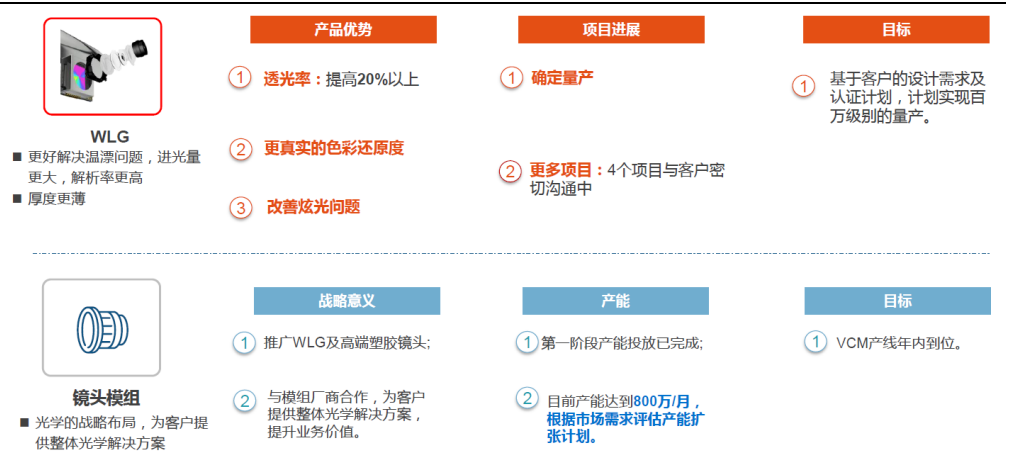 产品优势
项目进展
目标
WLG
■ 更好解决温漂问题，进光量
更大，解析率更高
■ 厚度更薄
① 透光率：提高20%以上
② 更真实的色彩还原度
③ 改善炫光问题
① 确定量产
② 更多项目：4个项目与客户密
切沟通中
① 基于客户的设计需求及
认证计划，计划实现百
万级别的量产。
战略意义
产能
目标
镜头模组
■ 光学的战略布局，为客户提
供整体光学解决方案
① 推广WLG及高端塑胶镜头;
② 与模组厂商合作，为客户
提供整体光学解决方案，
提升业务价值。
① 第一阶段产能投放已完成;
② 目前产能达到800万/月，
根据市场需求评估产能扩
张计划。
① VCM产线年内到位。